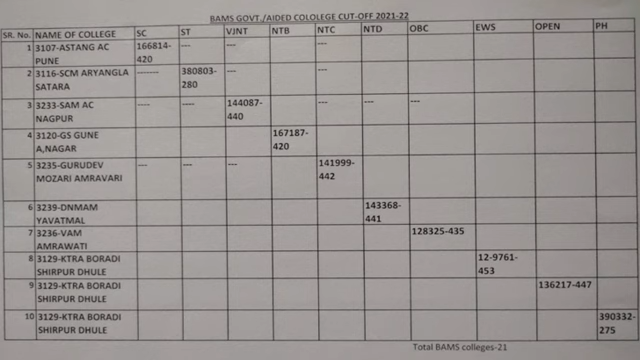 BAMS GOVT./AIDED COLOLEGE CUT-OFF 2021-22
SR. No. NAME OF COLLEGE SC ST VJNT NTB NTC NTD OBC EWS OPEN PH
1 3107-ASTANG AC 166814- --- --- ---
PUNE 420
2 3116-SCM ARYANGLA ------- 380803- --- ---
SATARA 280
3 3233-SAM AC ---- ---- 144087- --- --- ---
NAGPUR 440
4 3120-GS GUNE 167187-
A,NAGAR 420
5 3235-GURUDEV --- --- --- 141999-
MOZARI AMRAVARI 442
6 3239-DNMAM 143368-
YAVATMAL 441
7 3236-VAM 128325-435
AMRAWATI
8 3129-KTRA BORADI 12-9761-
SHIRPUR DHULE 453
9 3129-KTRA BORADI 136217-447
SHIRPUR DHULE
10 3129-KTRA BORADI 390332-
SHIRPUR DHULE 275
Total BAMS colleges-21